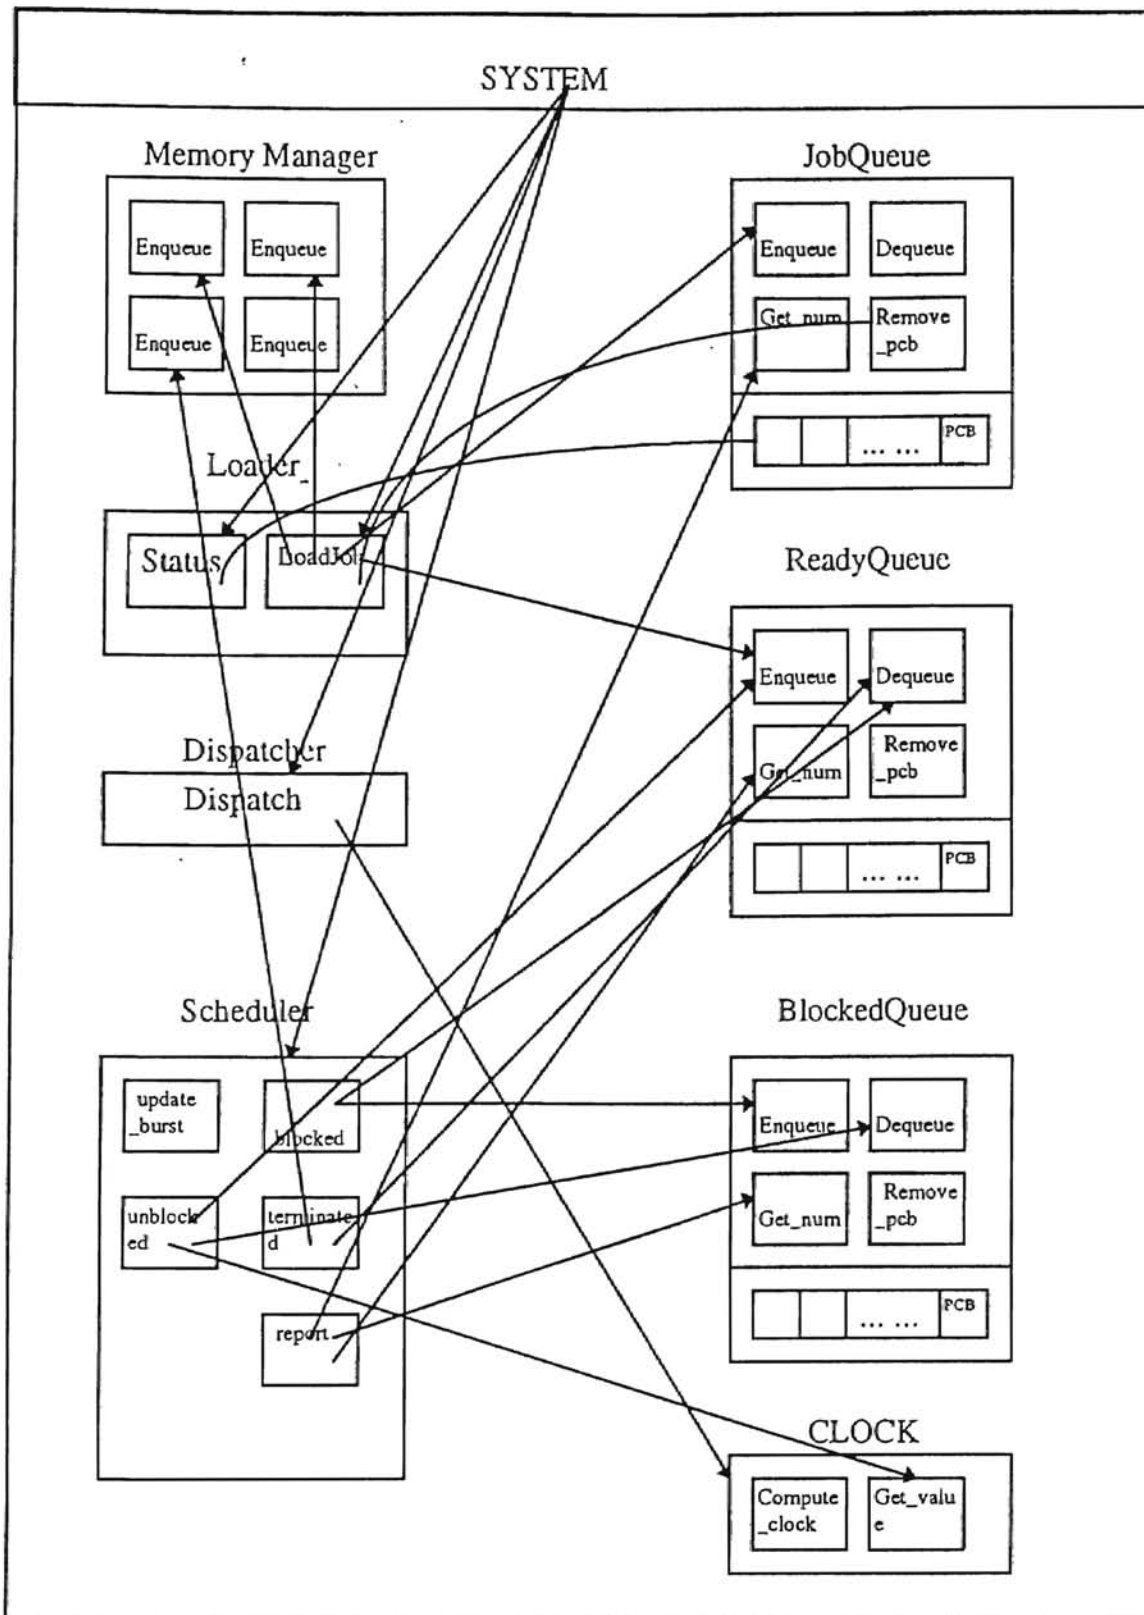 SYSTEM
Memory Manager
Enqueue
Enqueue
Enqueue
Enqueue
JobQueue
Enqueue
Dequeue
Get_num
Remove
_pcb
... ...
PCB
Loader_
Status
LoadJob
ReadyQueue
Enqueue
Dequeue
Get_num
Remove
_pcb
... ...
PCB
Dispatcher
Dispatch
Scheduler
update
_burst
blocked
unblock
ed
terminate
d
report
BlockedQueue
Enqueue
Dequeue
Get_num
Remove
_pcb
... ...
PCB
CLOCK
Compute
_clock
Get_valu
e